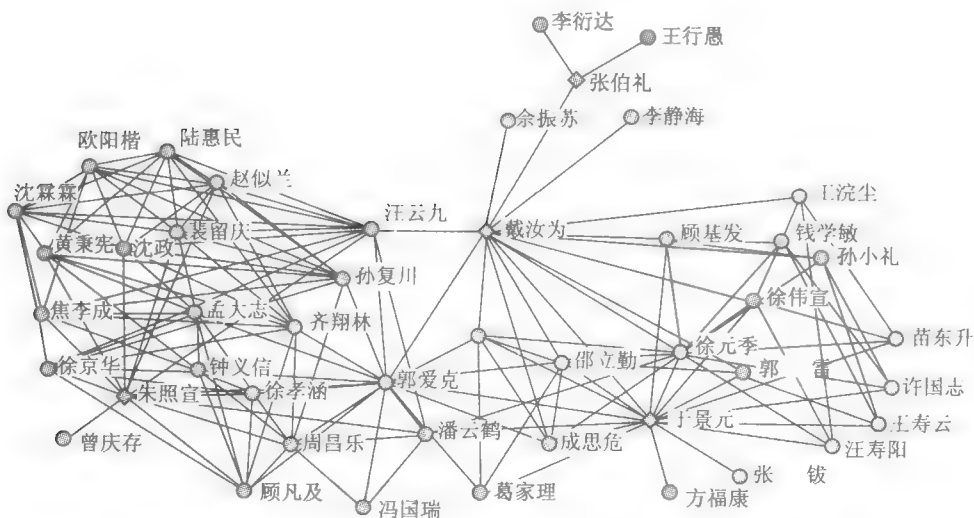 李衍达
王行愚
张伯礼
佘振苏
李静海
欧阳楷
陆惠民
赵似兰
沈霖霖
王浣尘
汪云九
戴汝为
顾基发
钱学敏
裴留庆
黄秉宪
沈政
孙小礼
孙复川
徐伟宣
焦李成
孟大志
齐翔林
苗东升
邵立勤
徐元季
徐京华
钟义信
郭爱克
郭 雷
许国志
朱照宣
徐孝涵
于景元
王寿云
曾庆存
周昌乐
潘云鹤
成思危
汪寿阳
张 钹
顾凡及
葛家理
方福康
冯国瑞